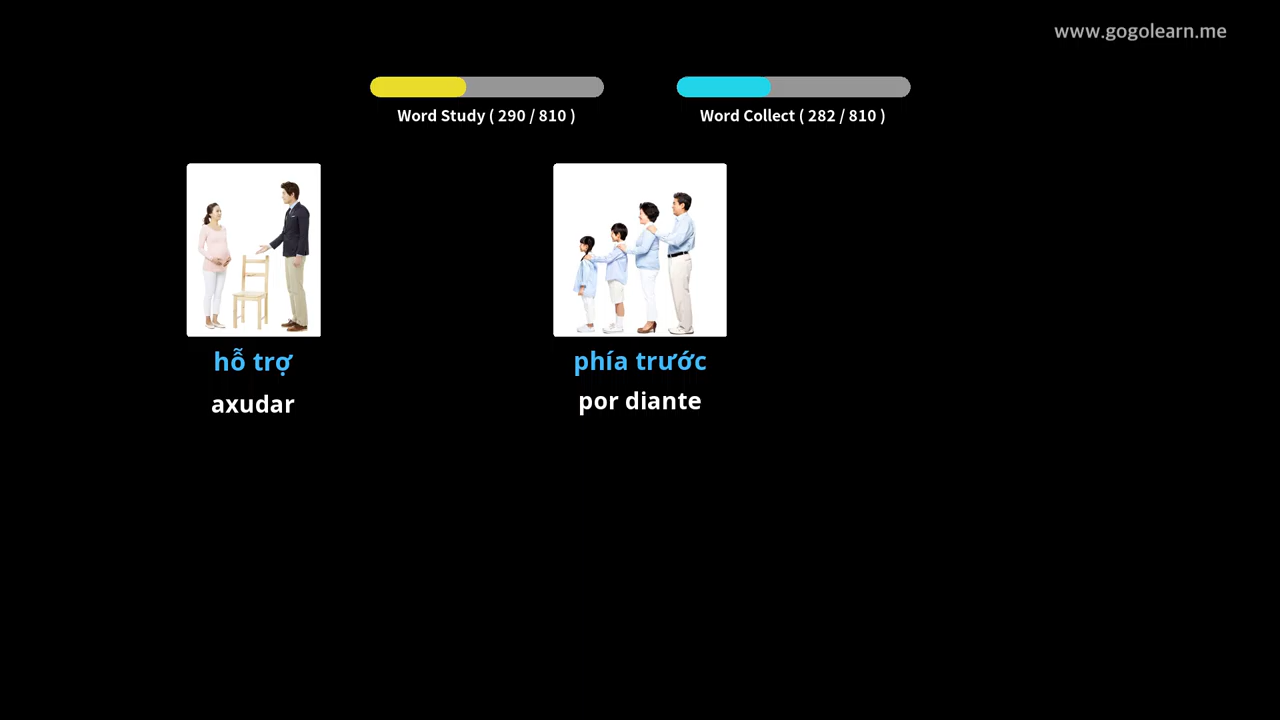 www.gogolearn.me
Word Study ( 290 / 810 )
Word Collect ( 282 / 810 )
hỗ trợ
axudar
phía trước
por diante